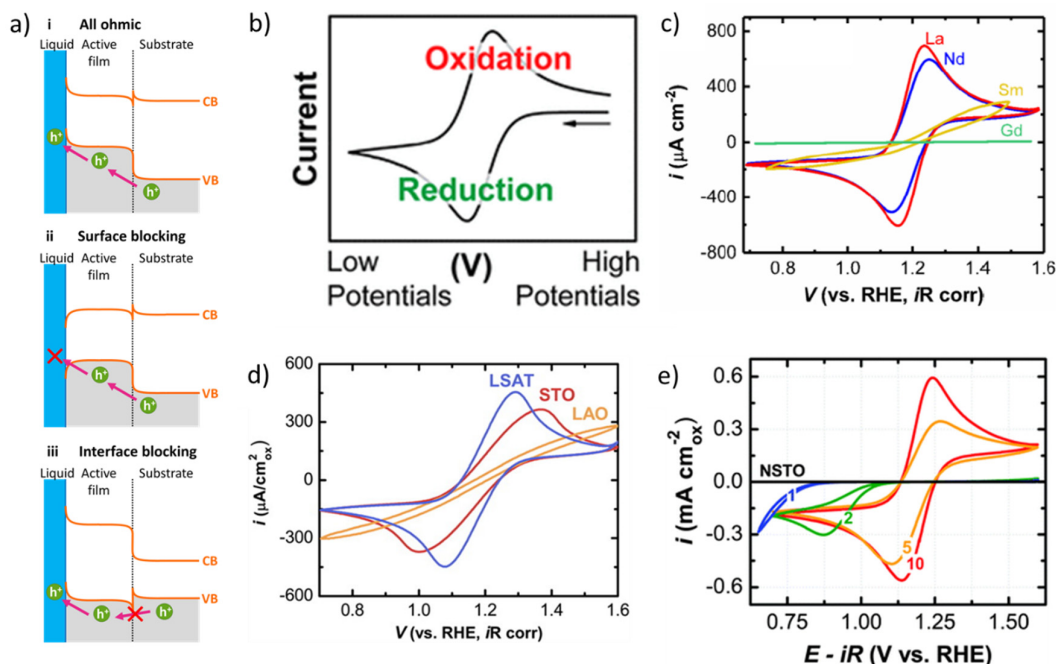 a)
i All ohmic
Liquid Active film Substrate
CB
h⁺
h⁺
h⁺
VB
ii Surface blocking
Liquid Active film Substrate
CB
h⁺
h⁺
VB
iii Interface blocking
Liquid Active film Substrate
CB
h⁺ h⁺ h⁺
VB
b)
Current
Oxidation
Reduction
Low Potentials (V) High Potentials
c)
i (μA cm⁻²)
800
400
0
-400
-800
La
Nd
Sm
Gd
0.8 1.0 1.2 1.4 1.6
V (vs. RHE, iR corr)
d)
i (μA/cm²ox)
600
300
0
-300
-600
LSAT STO
LAO
0.8 1.0 1.2 1.4 1.6
V (vs. RHE, iR corr)
e)
i (mA cm⁻²ox)
0.6
0.3
0.0
-0.3
-0.6
NSTO
1
2
5
10
0.75 1.00 1.25 1.50
E - iR (V vs. RHE)